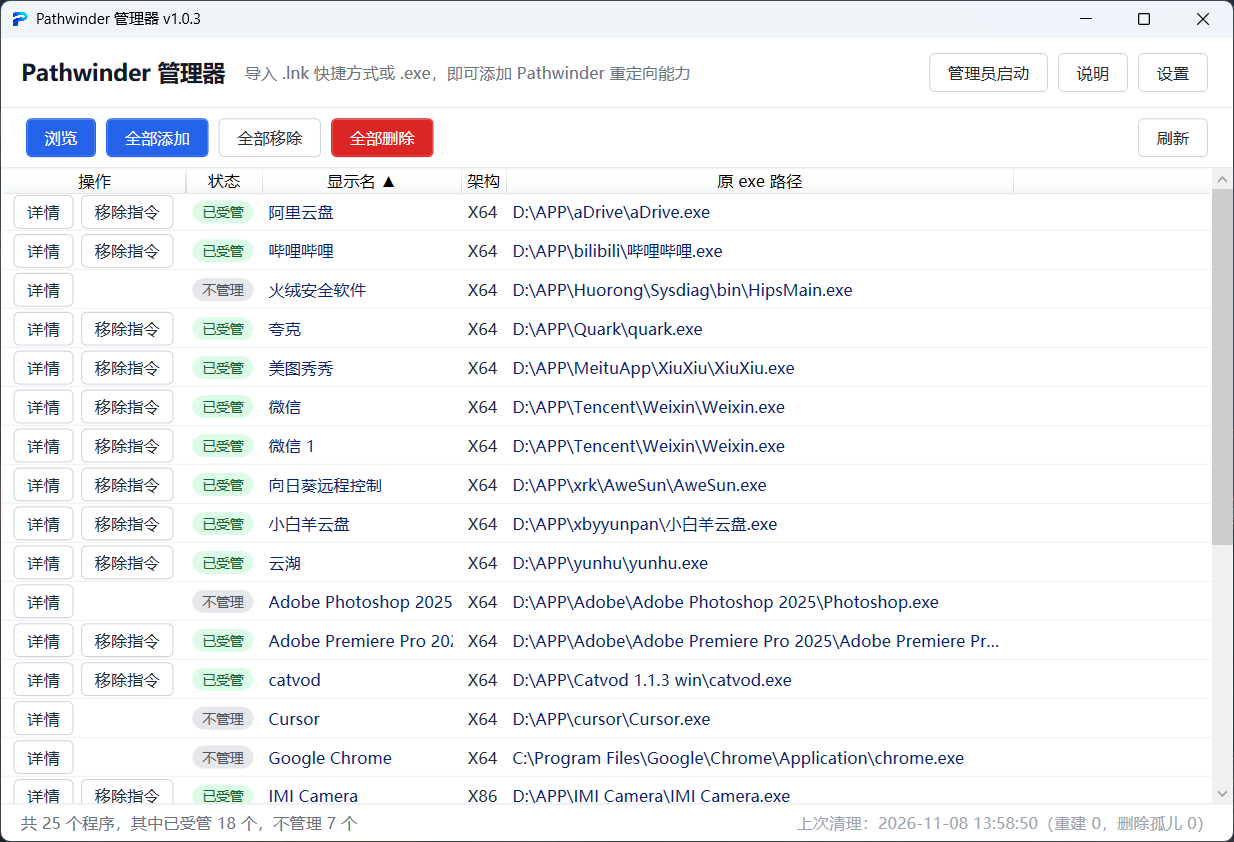 Pathwinder 管理器 v1.0.3
Pathwinder 管理器 导入 .lnk 快捷方式或 .exe，即可添加 Pathwinder 重定向能力 管理员启动 说明 设置
浏览 全部添加 全部移除 全部删除 刷新
操作 状态 显示名 ▲ 架构 原 exe 路径
详情 移除指令 已受管 阿里云盘 X64 D:\APP\aDrive\aDrive.exe
详情 移除指令 已受管 哔哩哔哩 X64 D:\APP\bilibili\哔哩哔哩.exe
详情 不管理 火绒安全软件 X64 D:\APP\Huorong\Sysdiag\bin\HipsMain.exe
详情 移除指令 已受管 夸克 X64 D:\APP\Quark\quark.exe
详情 移除指令 已受管 美图秀秀 X64 D:\APP\MeituApp\XiuXiu\XiuXiu.exe
详情 移除指令 已受管 微信 X64 D:\APP\Tencent\Weixin\Weixin.exe
详情 移除指令 已受管 微信 1 X64 D:\APP\Tencent\Weixin\Weixin.exe
详情 移除指令 已受管 向日葵远程控制 X64 D:\APP\xrk\AweSun\AweSun.exe
详情 移除指令 已受管 小白羊云盘 X64 D:\APP\xbyyunpan\小白羊云盘.exe
详情 移除指令 已受管 云湖 X64 D:\APP\yunhu\yunhu.exe
详情 不管理 Adobe Photoshop 2025 X64 D:\APP\Adobe\Adobe Photoshop 2025\Photoshop.exe
详情 移除指令 已受管 Adobe Premiere Pro 202 X64 D:\APP\Adobe\Adobe Premiere Pro 2025\Adobe Premiere Pr...
详情 移除指令 已受管 catvod X64 D:\APP\Catvod 1.1.3 win\catvod.exe
详情 不管理 Cursor X64 D:\APP\cursor\Cursor.exe
详情 不管理 Google Chrome X64 C:\Program Files\Google\Chrome\Application\chrome.exe
详情 移除指令 已受管 IMI Camera X86 D:\APP\IMI Camera\IMI Camera.exe
共 25 个程序，其中已受管 18 个，不管理 7 个 上次清理：2026-11-08 13:58:50（重建 0，删除孤儿 0）